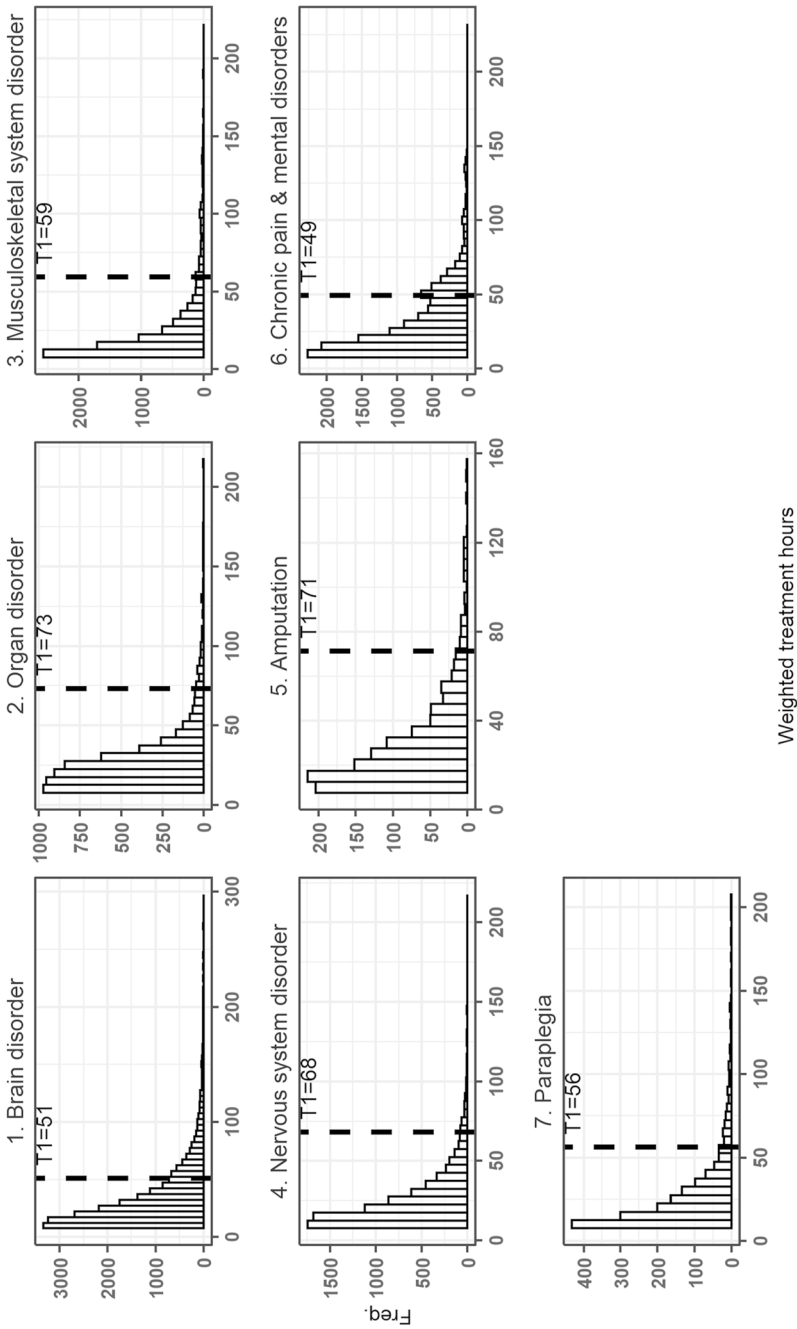 1. Brain disorder
T1=51
3000
2000
1000
0
0 100 200 300
2. Organ disorder
T1=73
1000
750
500
250
0
0 50 100 150 200
3. Musculoskeletal system disorder
T1=59
2000
1000
0
0 50 100 150 200
4. Nervous system disorder
T1=68
1500
1000
500
0
0 50 100 150 200
5. Amputation
T1=71
200
150
100
50
0
0 40 80 120 160
6. Chronic pain & mental disorders
T1=49
2000
1500
1000
500
0
0 50 100 150 200
7. Paraplegia
T1=56
400
300
200
100
0
0 50 100 150 200
Freq.
Weighted treatment hours